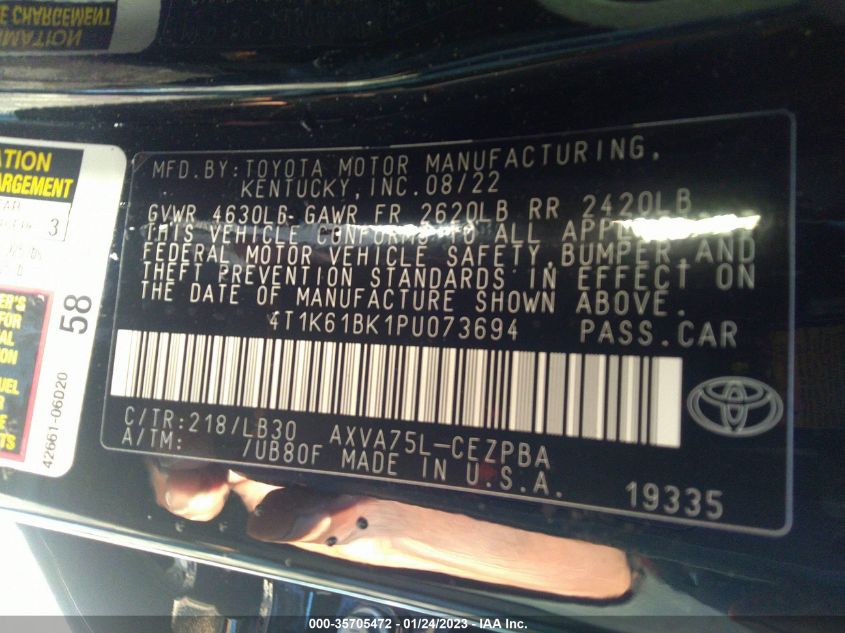 MFD.BY:TOYOTA MOTOR MANUFACTURING,
KENTUCKY,INC.08/22
GVWR 4630LB GAWR FR 2620LB RR 2420LB
THIS VEHICLE CONFORMS TO ALL
FEDERAL MOTOR VEHICLE SAFETY,BUMPER,AND
THEFT PREVENTION STANDARDS IN EFFECT ON
THE DATE OF MANUFACTURE SHOWN ABOVE.
4T1K61BK1PU073694 PASS.CAR
C/TR:218/LB30 AXVA75L-CEZPBA
A/TM: /UB80F MADE IN U.S.A.
19335
3
58
42661-06D20
000-35705472 - 01/24/2023 - IAA Inc.